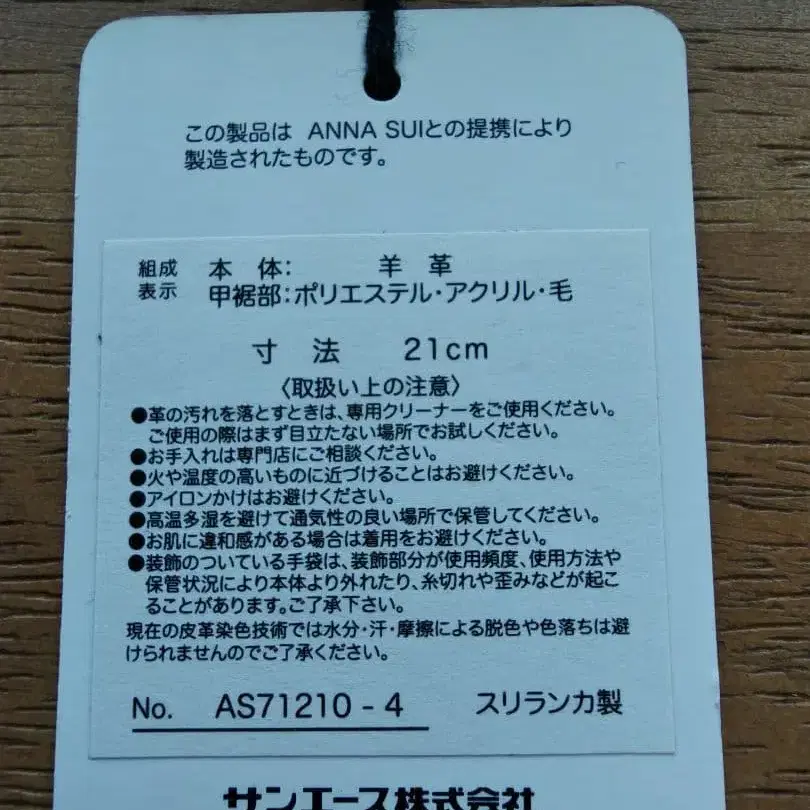 この製品は ANNA SUIとの提携により
製造されたものです。
組成 本体: 羊革
表示 甲裾部:ポリエステル・アクリル・毛
寸法 21cm
〈取扱い上の注意〉
●革の汚れを落とすときは、専用クリーナーをご使用ください。
ご使用の際はまず目立たない場所でお試しください。
●お手入れは専門店にご相談ください。
●火や温度の高いものに近づけることはお避けください。
●アイロンかけはお避けください。
●高温多湿を避けて通気性の良い場所で保管してください。
●お肌に違和感がある場合は着用をお避けください。
●装飾のついている手袋は、装飾部分が使用頻度、使用方法や
保管状況により本体より外れたり、糸切れや歪みなどが起こ
ることがあります。ご了承下さい。
現在の皮革染色技術では水分・汗・摩擦による脱色や色落ちは避
けられませんのでご了承ください。
No. AS71210-4 スリランカ製
サンエース株式会社